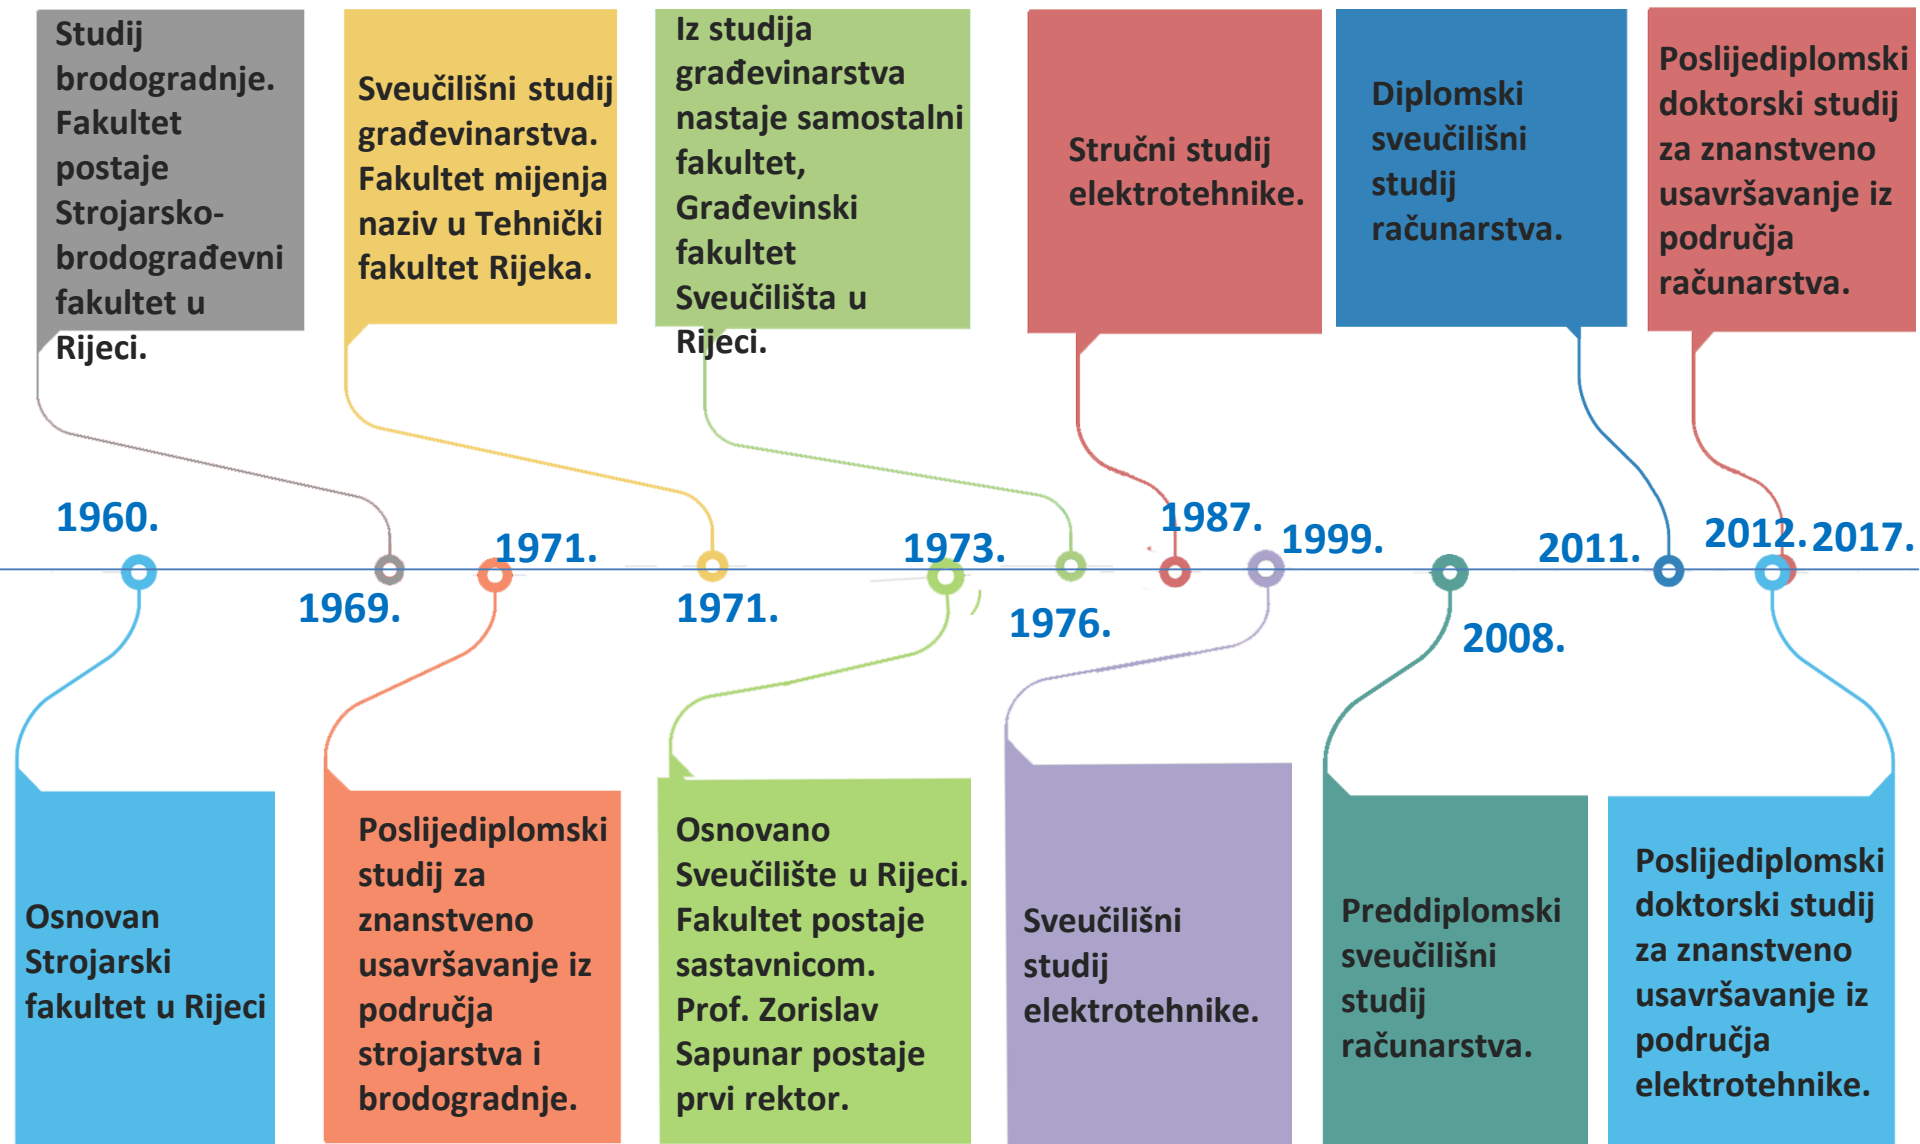 Studij
brodogradnje.
Fakultet
postaje
Strojarsko-
brodograđevni
fakultet u
Rijeci.
Sveučilišni studij
građevinarstva.
Fakultet mijenja
naziv u Tehnički
fakultet Rijeka.
Iz studija
građevinarstva
nastaje samostalni
fakultet,
Građevinski
fakultet
Sveučilišta u
Rijeci.
Stručni studij
elektrotehnike.
Diplomski
sveučilišni
studij
računarstva.
Poslijediplomski
doktorski studij
za znanstveno
usavršavanje iz
područja
računarstva.
1960.
1969.
1971.
1971.
1973.
1976.
1987.
1999.
2008.
2011.
2012.
2017.
Osnovan
Strojarski
fakultet u Rijeci
Poslijediplomski
studij za
znanstveno
usavršavanje iz
područja
strojarstva i
brodogradnje.
Osnovano
Sveučilište u Rijeci.
Fakultet postaje
sastavnicom.
Prof. Zorislav
Sapunar postaje
prvi rektor.
Sveučilišni
studij
elektrotehnike.
Preddiplomski
sveučilišni
studij
računarstva.
Poslijediplomski
doktorski studij
za znanstveno
usavršavanje iz
područja
elektrotehnike.